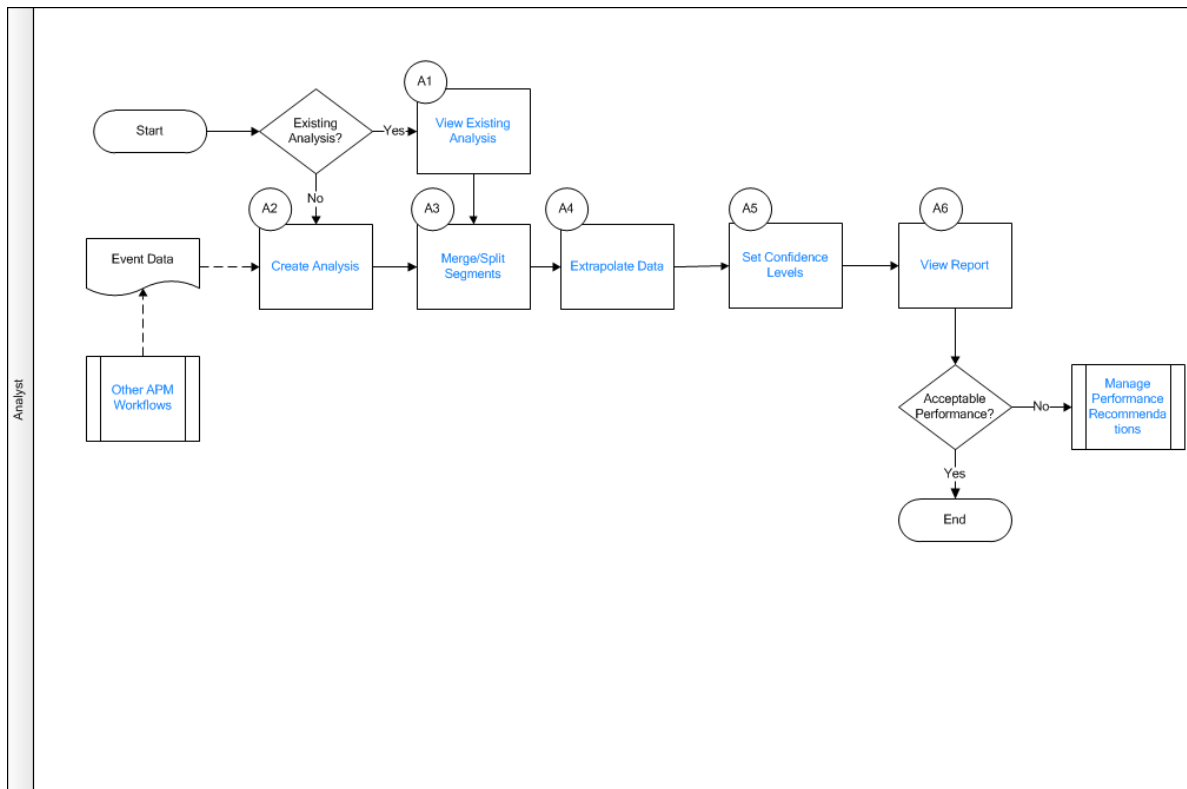 A1
Start
Existing
Analysis?
Yes
View Existing
Analysis
No
A2
A3
A4
A5
A6
Event Data
Create Analysis
Merge/Split
Segments
Extrapolate Data
Set Confidence
Levels
View Report
Other APM
Workflows
Analyst
Acceptable
Performance?
No
Manage
Performance
Recommenda
tions
Yes
End